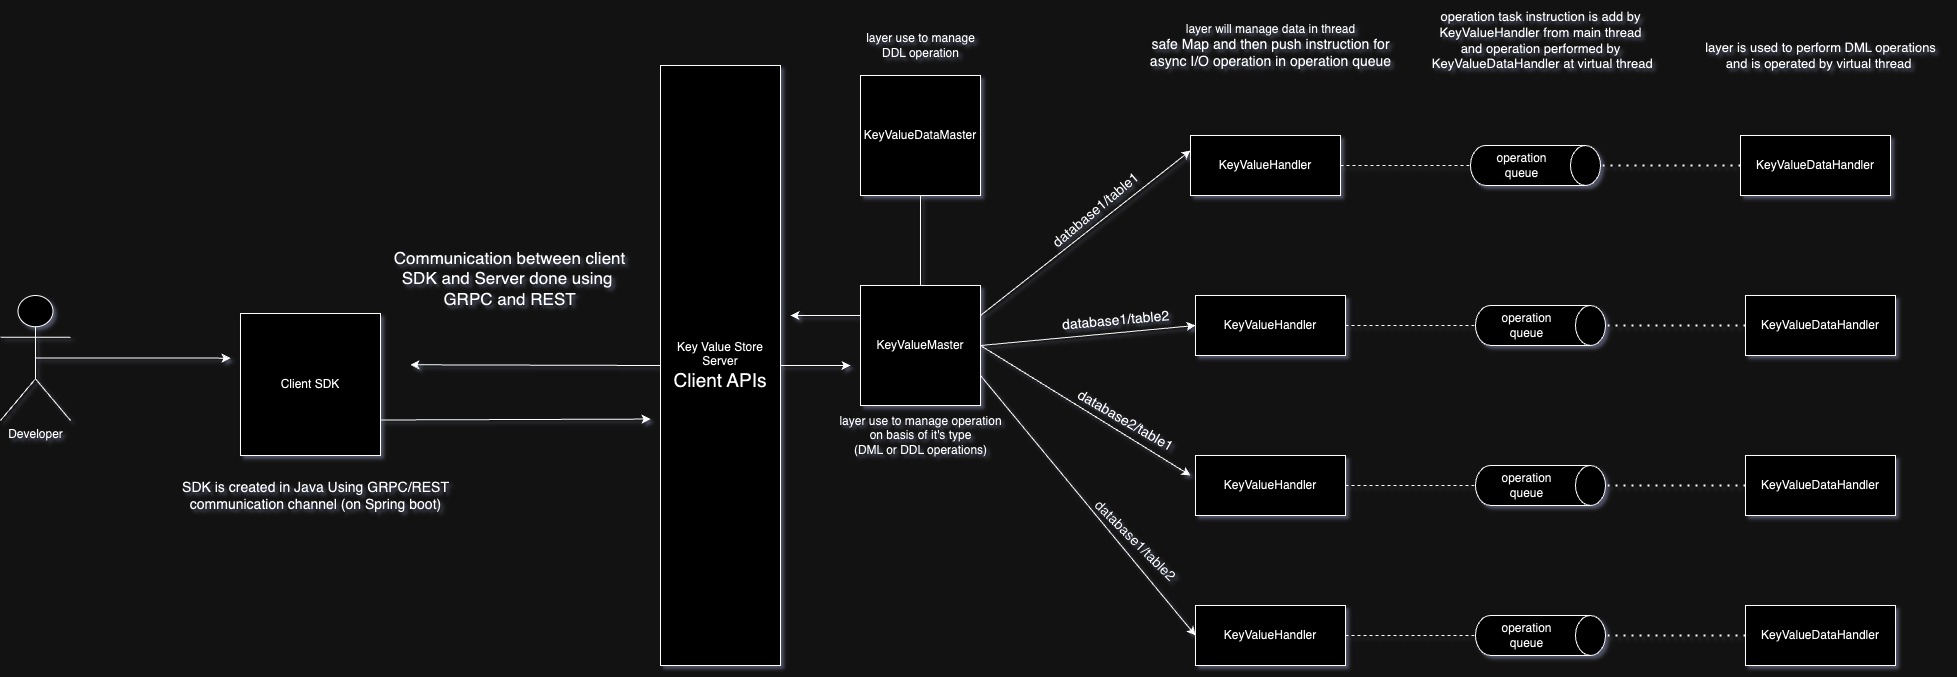 layer use to manage
DDL operation
layer will manage data in thread
safe Map and then push instruction for
async I/O operation in operation queue
operation task instruction is add by
KeyValueHandler from main thread
and operation performed by
KeyValueDataHandler at virtual thread
layer is used to perform DML operations
and is operated by virtual thread
KeyValueDataMaster
KeyValueHandler
operation
queue
KeyValueDataHandler
database1/table1
Communication between client
SDK and Server done using
GRPC and REST
database1/table2
KeyValueHandler
operation
queue
KeyValueDataHandler
Developer
Client SDK
Key Value Store
Server
Client APIs
KeyValueMaster
layer use to manage operation
on basis of it's type
(DML or DDL operations)
database2/table1
KeyValueHandler
operation
queue
KeyValueDataHandler
SDK is created in Java Using GRPC/REST
communication channel (on Spring boot)
database1/table2
KeyValueHandler
operation
queue
KeyValueDataHandler